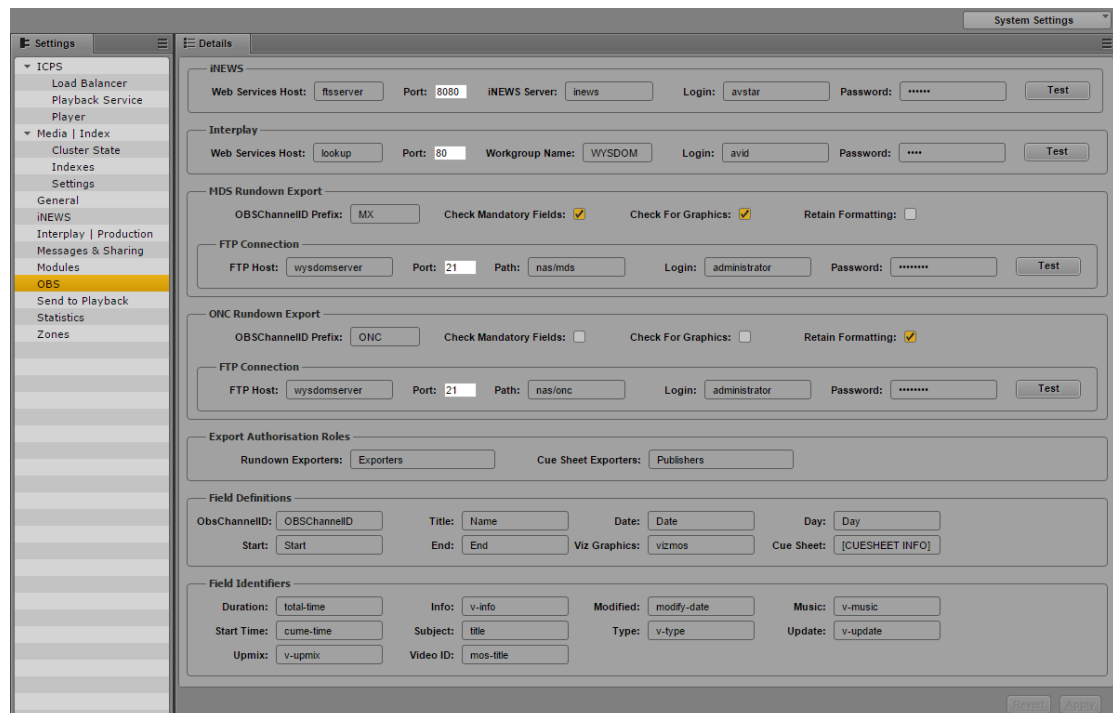 System Settings
Settings
Details
ICPS
Load Balancer
Playback Service
Player
Media | Index
Cluster State
Indexes
Settings
General
iNEWS
Interplay | Production
Messages & Sharing
Modules
OBS
Send to Playback
Statistics
Zones
iNEWS
Web Services Host: ftsserver Port: 8080 iNEWS Server: inews Login: avstar Password: •••••• Test
Interplay
Web Services Host: lookup Port: 80 Workgroup Name: WYSDOM Login: avid Password: •••• Test
MDS Rundown Export
OBSChannelID Prefix: MX Check Mandatory Fields: Check For Graphics: Retain Formatting:
FTP Connection
FTP Host: wysdomserver Port: 21 Path: nas/mds Login: administrator Password: •••••••• Test
ONC Rundown Export
OBSChannelID Prefix: ONC Check Mandatory Fields: Check For Graphics: Retain Formatting:
FTP Connection
FTP Host: wysdomserver Port: 21 Path: nas/onc Login: administrator Password: •••••••• Test
Export Authorisation Roles
Rundown Exporters: Exporters Cue Sheet Exporters: Publishers
Field Definitions
ObsChannelID: OBSChannelID Title: Name Date: Date Day: Day
Start: Start End: End Viz Graphics: vizmos Cue Sheet: [CUESHEET INFO]
Field Identifiers
Duration: total-time Info: v-info Modified: modify-date Music: v-music
Start Time: cume-time Subject: title Type: v-type Update: v-update
Upmix: v-upmix Video ID: mos-title
Revert Apply